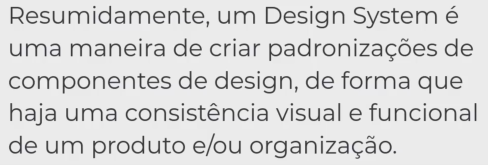 Resumidamente, um Design System é
uma maneira de criar padronizações de
componentes de design, de forma que
haja uma consistência visual e funcional
de um produto e/ou organização.